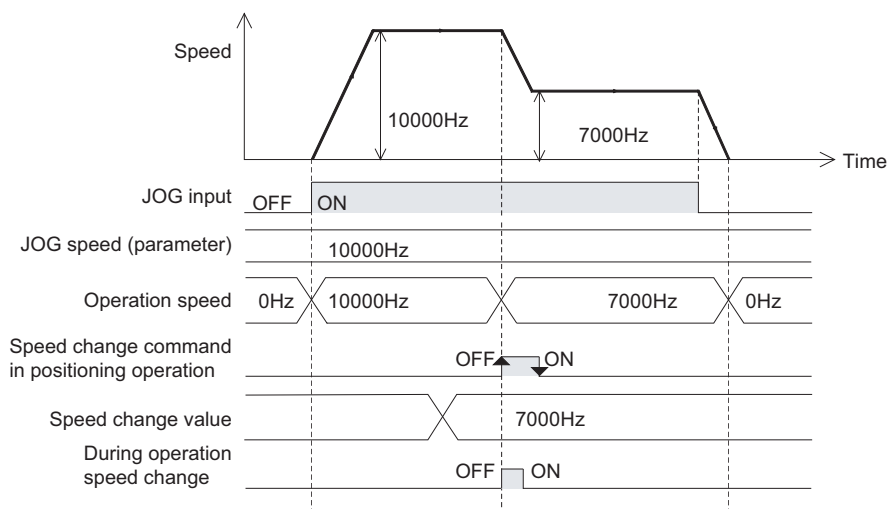 Speed
10000Hz
7000Hz
Time
JOG input
OFF
ON
JOG speed (parameter)
10000Hz
Operation speed
0Hz
10000Hz
7000Hz
0Hz
Speed change command
in positioning operation
OFF
ON
Speed change value
7000Hz
During operation
speed change
OFF
ON